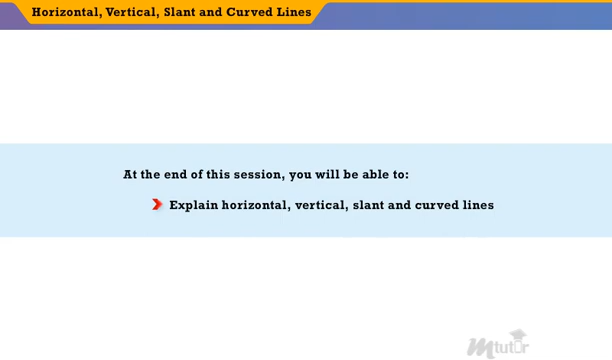 Horizontal, Vertical, Slant and Curved Lines
At the end of this session, you will be able to:
Explain horizontal, vertical, slant and curved lines
mtutor